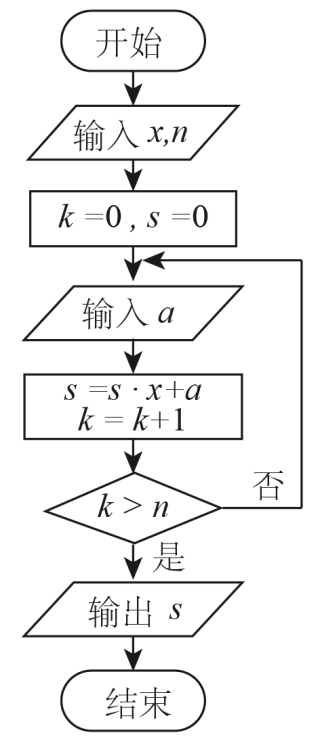 开始
输入 x,n
k =0 , s =0
输入 a
s =s · x+a
k = k+1
k > n
否
是
输出 s
结束